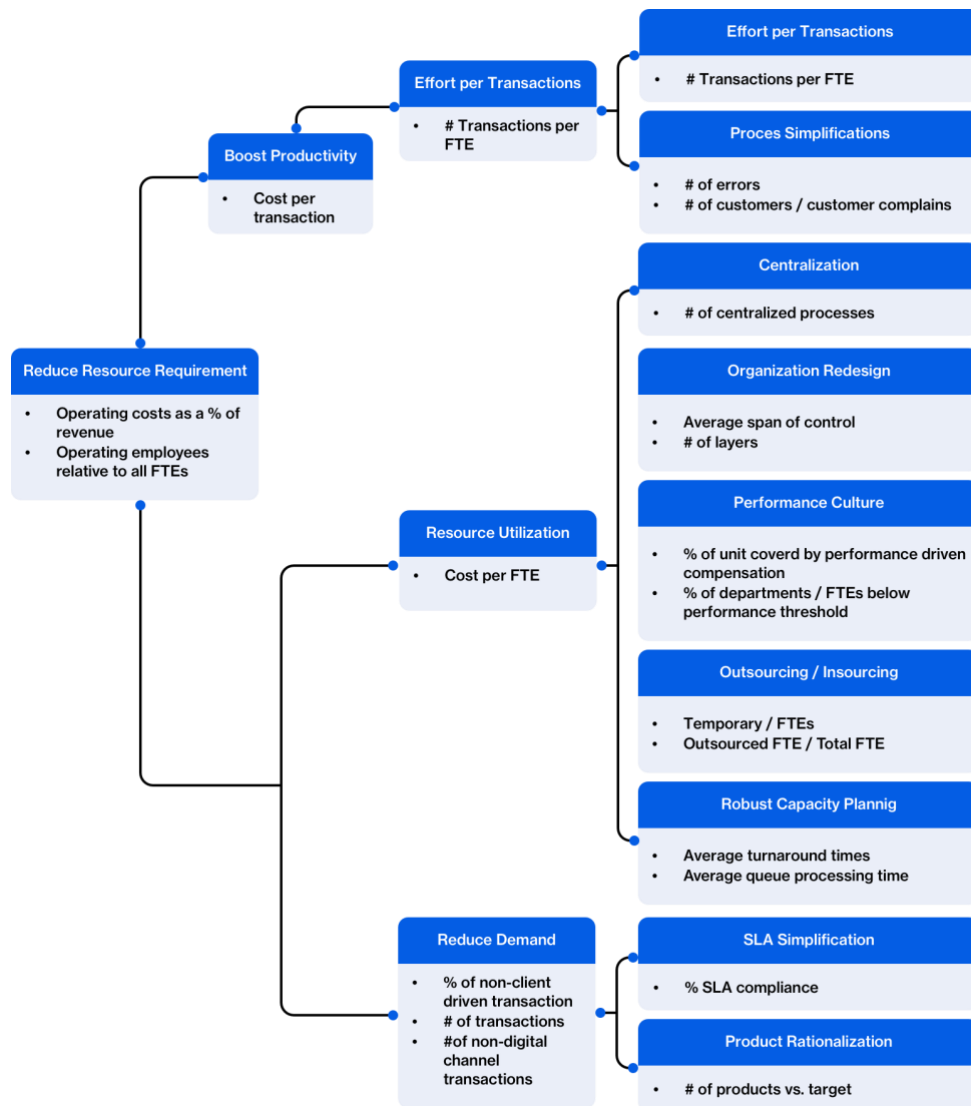 Effort per Transactions
# Transactions per FTE
Proces Simplifications
# of errors
# of customers / customer complains
Effort per Transactions
# Transactions per
FTE
Boost Productivity
Cost per
transaction
Reduce Resource Requirement
Operating costs as a % of
revenue
Operating employees
relative to all FTEs
Resource Utilization
Cost per FTE
Centralization
# of centralized processes
Organization Redesign
Average span of control
# of layers
Performance Culture
% of unit coverd by performance driven
compensation
% of departments / FTEs below
performance threshold
Outsourcing / Insourcing
Temporary / FTEs
Outsourced FTE / Total FTE
Robust Capacity Plannig
Average turnaround times
Average queue processing time
Reduce Demand
% of non-client
driven transaction
# of transactions
#of non-digital
channel
transactions
SLA Simplification
% SLA compliance
Product Rationalization
# of products vs. target